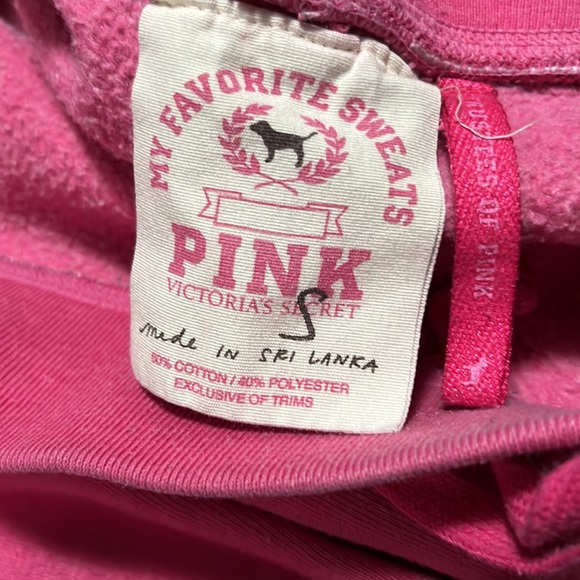 MY FAVORITE SWEATS
PINK
VICTORIA'S SECRET
S
made IN SRI LANKA
60% COTTON / 40% POLYESTER
EXCLUSIVE OF TRIMS
OF PINK